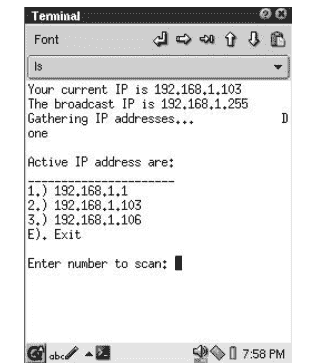 Terminal
Font
ls
Your current IP is 192.168.1.103
The broadcast IP is 192.168.1.255
Gathering IP addresses... D
one
Active IP address are:
1.) 192.168.1.1
2.) 192.168.1.103
3.) 192.168.1.106
E). Exit
Enter number to scan:
abc 7:58 PM